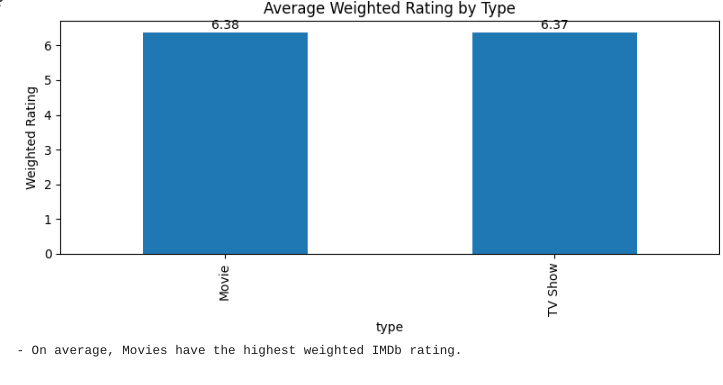 Average Weighted Rating by Type
6.38
6.37
6
5
4
3
2
1
0
Weighted Rating
Movie
TV Show
type
- On average, Movies have the highest weighted IMDb rating.